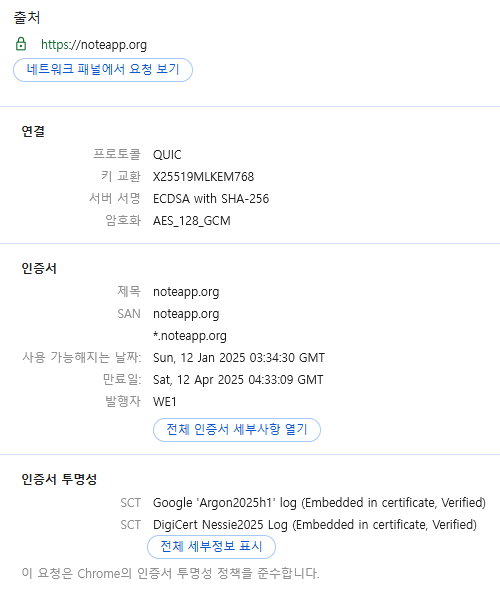 출처
https://noteapp.org
네트워크 패널에서 요청 보기
연결
프로토콜 QUIC
키 교환 X25519MLKEM768
서버 서명 ECDSA with SHA-256
암호화 AES_128_GCM
인증서
제목 noteapp.org
SAN noteapp.org
*.noteapp.org
사용 가능해지는 날짜: Sun, 12 Jan 2025 03:34:30 GMT
만료일: Sat, 12 Apr 2025 04:33:09 GMT
발행자 WE1
전체 인증서 세부사항 열기
인증서 투명성
SCT Google 'Argon2025h1' log (Embedded in certificate, Verified)
SCT DigiCert Nessie2025 Log (Embedded in certificate, Verified)
전체 세부정보 표시
이 요청은 Chrome의 인증서 투명성 정책을 준수합니다.